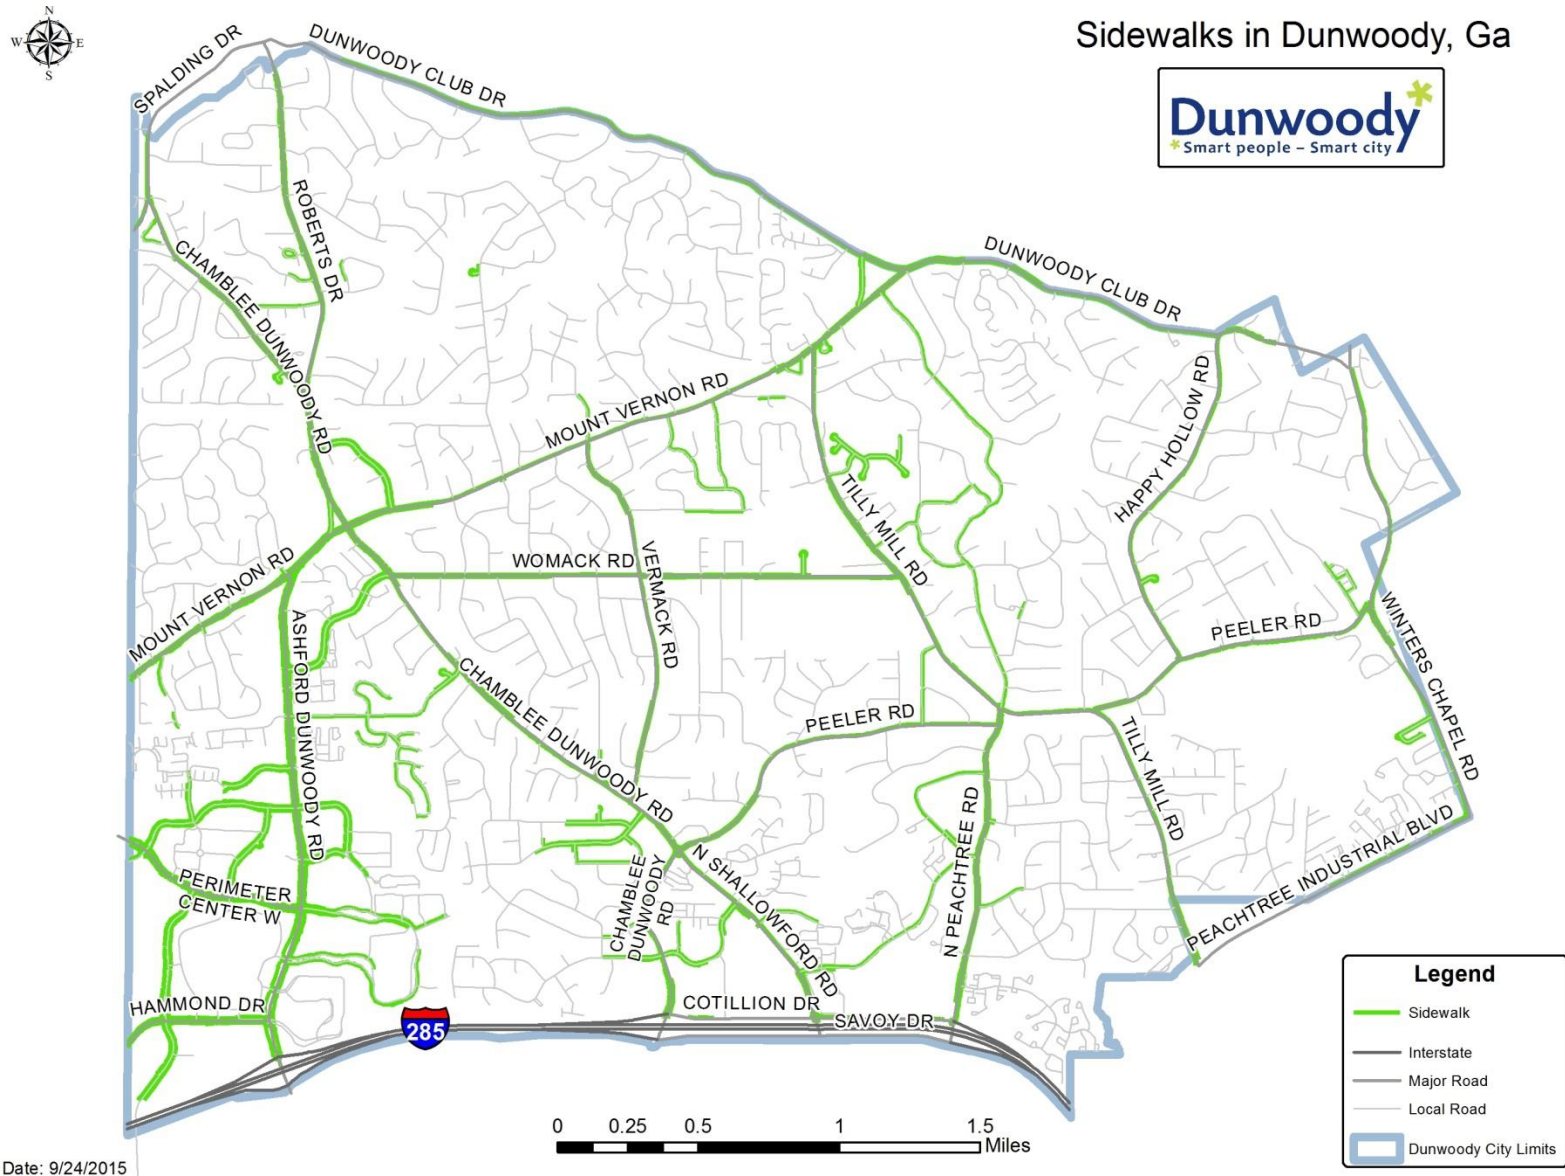 N
W E
S
Sidewalks in Dunwoody, Ga
Dunwoody
Smart people – Smart city
SPALDING DR
DUNWOODY CLUB DR
ROBERTS DR
CHAMBLEE DUNWOODY RD
DUNWOODY CLUB DR
MOUNT VERNON RD
HAPPY HOLLOW RD
TILLY MILL RD
WOMACK RD
VERMACK RD
MOUNT VERNON RD
ASHFORD DUNWOODY RD
PEELER RD
WINTERS CHAPEL RD
CHAMBLEE DUNWOODY RD
PEELER RD
TILLY MILL RD
N PEACHTREE RD
PEACHTREE INDUSTRIAL BLVD
PERIMETER
CENTER W
CHAMBLEE
DUNWOODY
RD
N SHALLOWFORD RD
HAMMOND DR
COTILLION DR
SAVOY DR
285
Legend
Sidewalk
Interstate
Major Road
Local Road
Dunwoody City Limits
0 0.25 0.5 1 1.5
Miles
Date: 9/24/2015